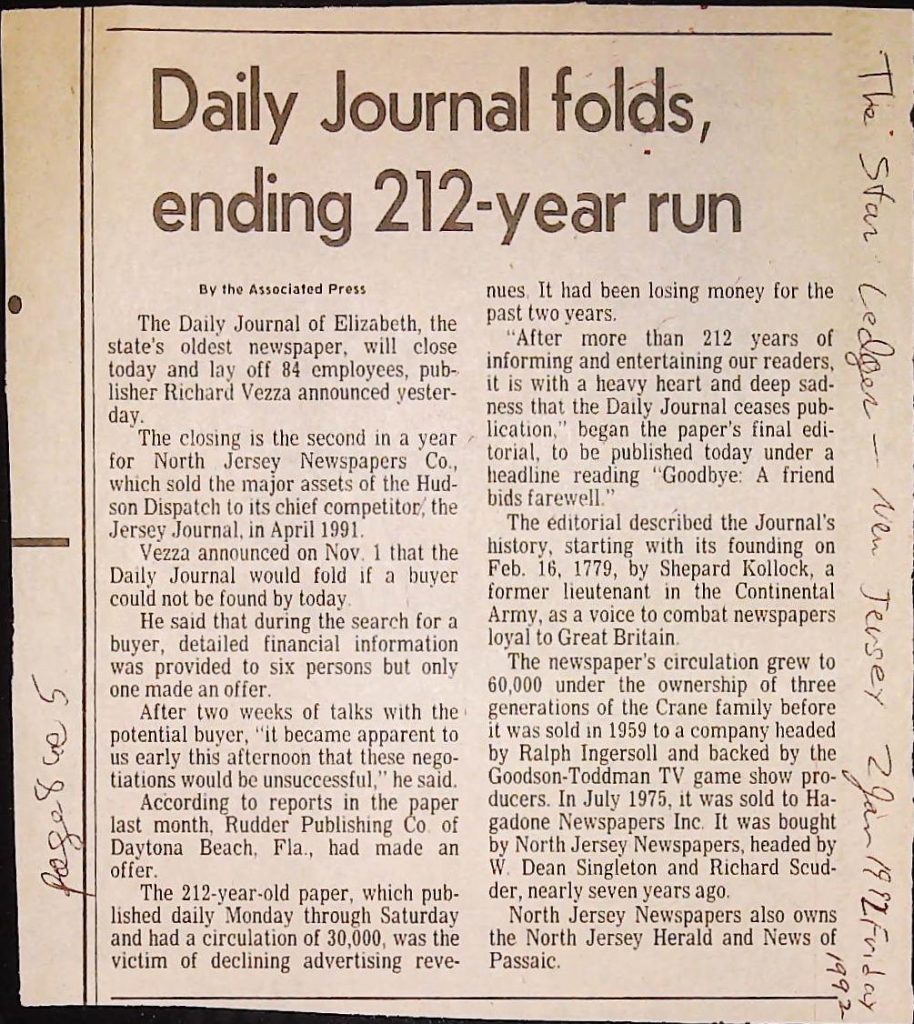 Daily Journal folds,
ending 212-year run
By the Associated Press
The Daily Journal of Elizabeth, the
state's oldest newspaper, will close
today and lay off 84 employees, pub-
lisher Richard Vezza announced yester-
day.
The closing is the second in a year
for North Jersey Newspapers Co.,
which sold the major assets of the Hud-
son Dispatch to its chief competitor, the
Jersey Journal, in April 1991.
Vezza announced on Nov. 1 that the
Daily Journal would fold if a buyer
could not be found by today.
He said that during the search for a
buyer, detailed financial information
was provided to six persons but only
one made an offer.
After two weeks of talks with the
potential buyer, "it became apparent to
us early this afternoon that these nego-
tiations would be unsuccessful," he said.
According to reports in the paper
last month, Rudder Publishing Co. of
Daytona Beach, Fla., had made an
offer.
The 212-year-old paper, which pub-
lished daily Monday through Saturday
and had a circulation of 30,000, was the
victim of declining advertising reve-
nues. It had been losing money for the
past two years.
"After more than 212 years of
informing and entertaining our readers,
it is with a heavy heart and deep sad-
ness that the Daily Journal ceases pub-
lication," began the paper's final edi-
torial, to be published today under a
headline reading "Goodbye: A friend
bids farewell."
The editorial described the Journal's
history, starting with its founding on
Feb. 16, 1779, by Shepard Kollock, a
former lieutenant in the Continental
Army, as a voice to combat newspapers
loyal to Great Britain.
The newspaper's circulation grew to
60,000 under the ownership of three
generations of the Crane family before
it was sold in 1959 to a company headed
by Ralph Ingersoll and backed by the
Goodson-Toddman TV game show pro-
ducers. In July 1975, it was sold to Ha-
gadone Newspapers Inc. It was bought
by North Jersey Newspapers, headed by
W. Dean Singleton and Richard Scud-
der, nearly seven years ago.
North Jersey Newspapers also owns
the North Jersey Herald and News of
Passaic.
The Star Ledger — New Jersey 2 Jan 1992 Friday
1992
page 8 5